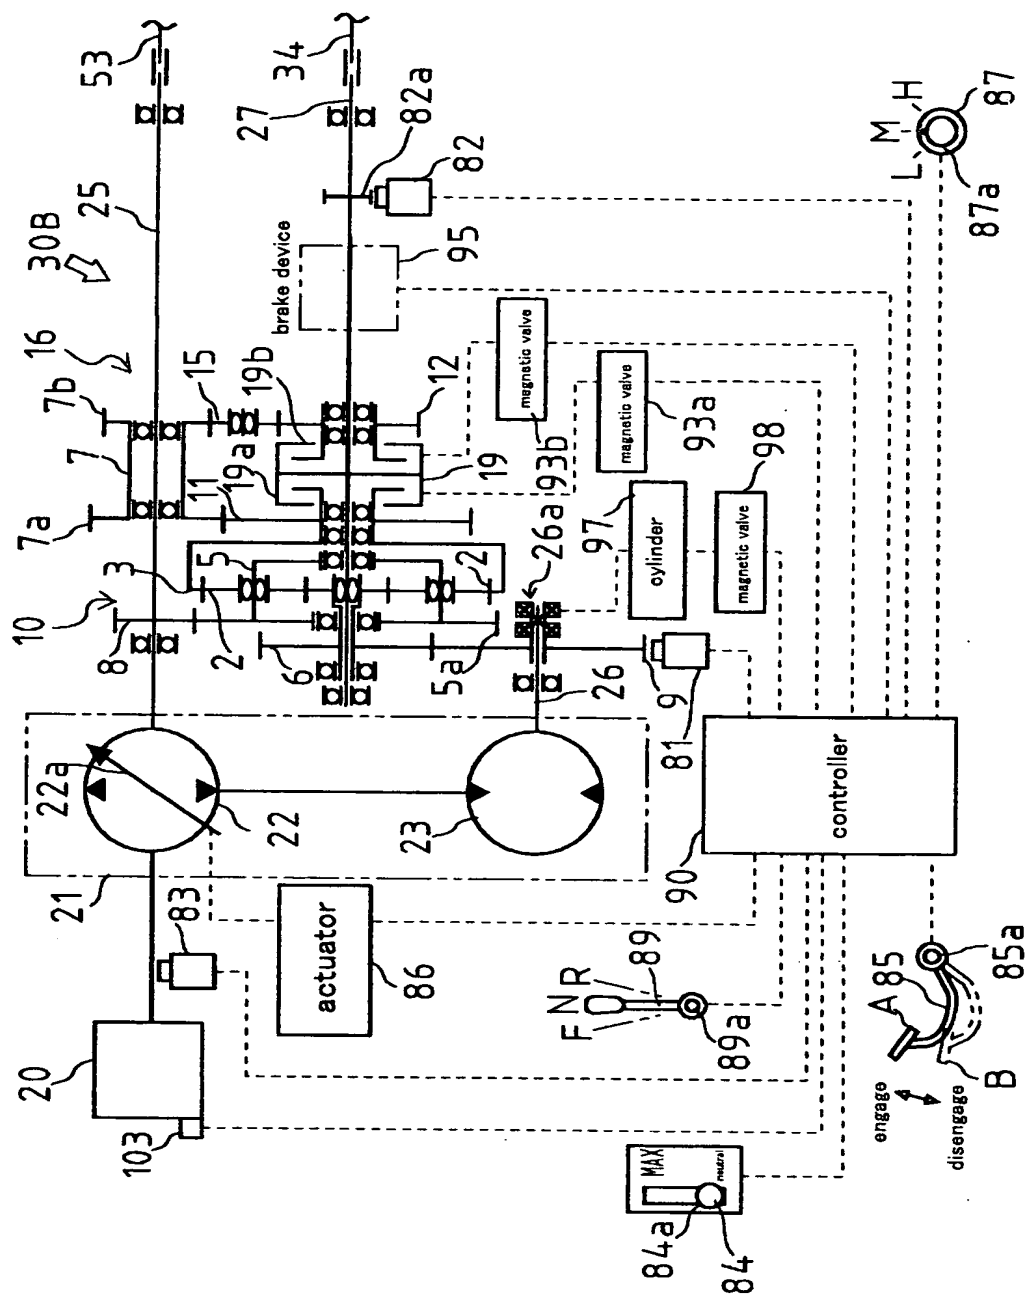 53
34
27
82a
82
H
M
L
87
87a
25
30B
95
brake device
16
7b
15
19b
12
magnetic valve
93b
magnetic valve
93a
7
19a
19
11
7a
26a
97
98
5
3
2
cylinder
magnetic valve
10
8
2
6
5a
26
9
81
22a
22
23
21
controller
90
83
actuator
86
F N R
89
89a
A
85
85a
B
20
103
engage
disengage
MAX
neutral
84a
84